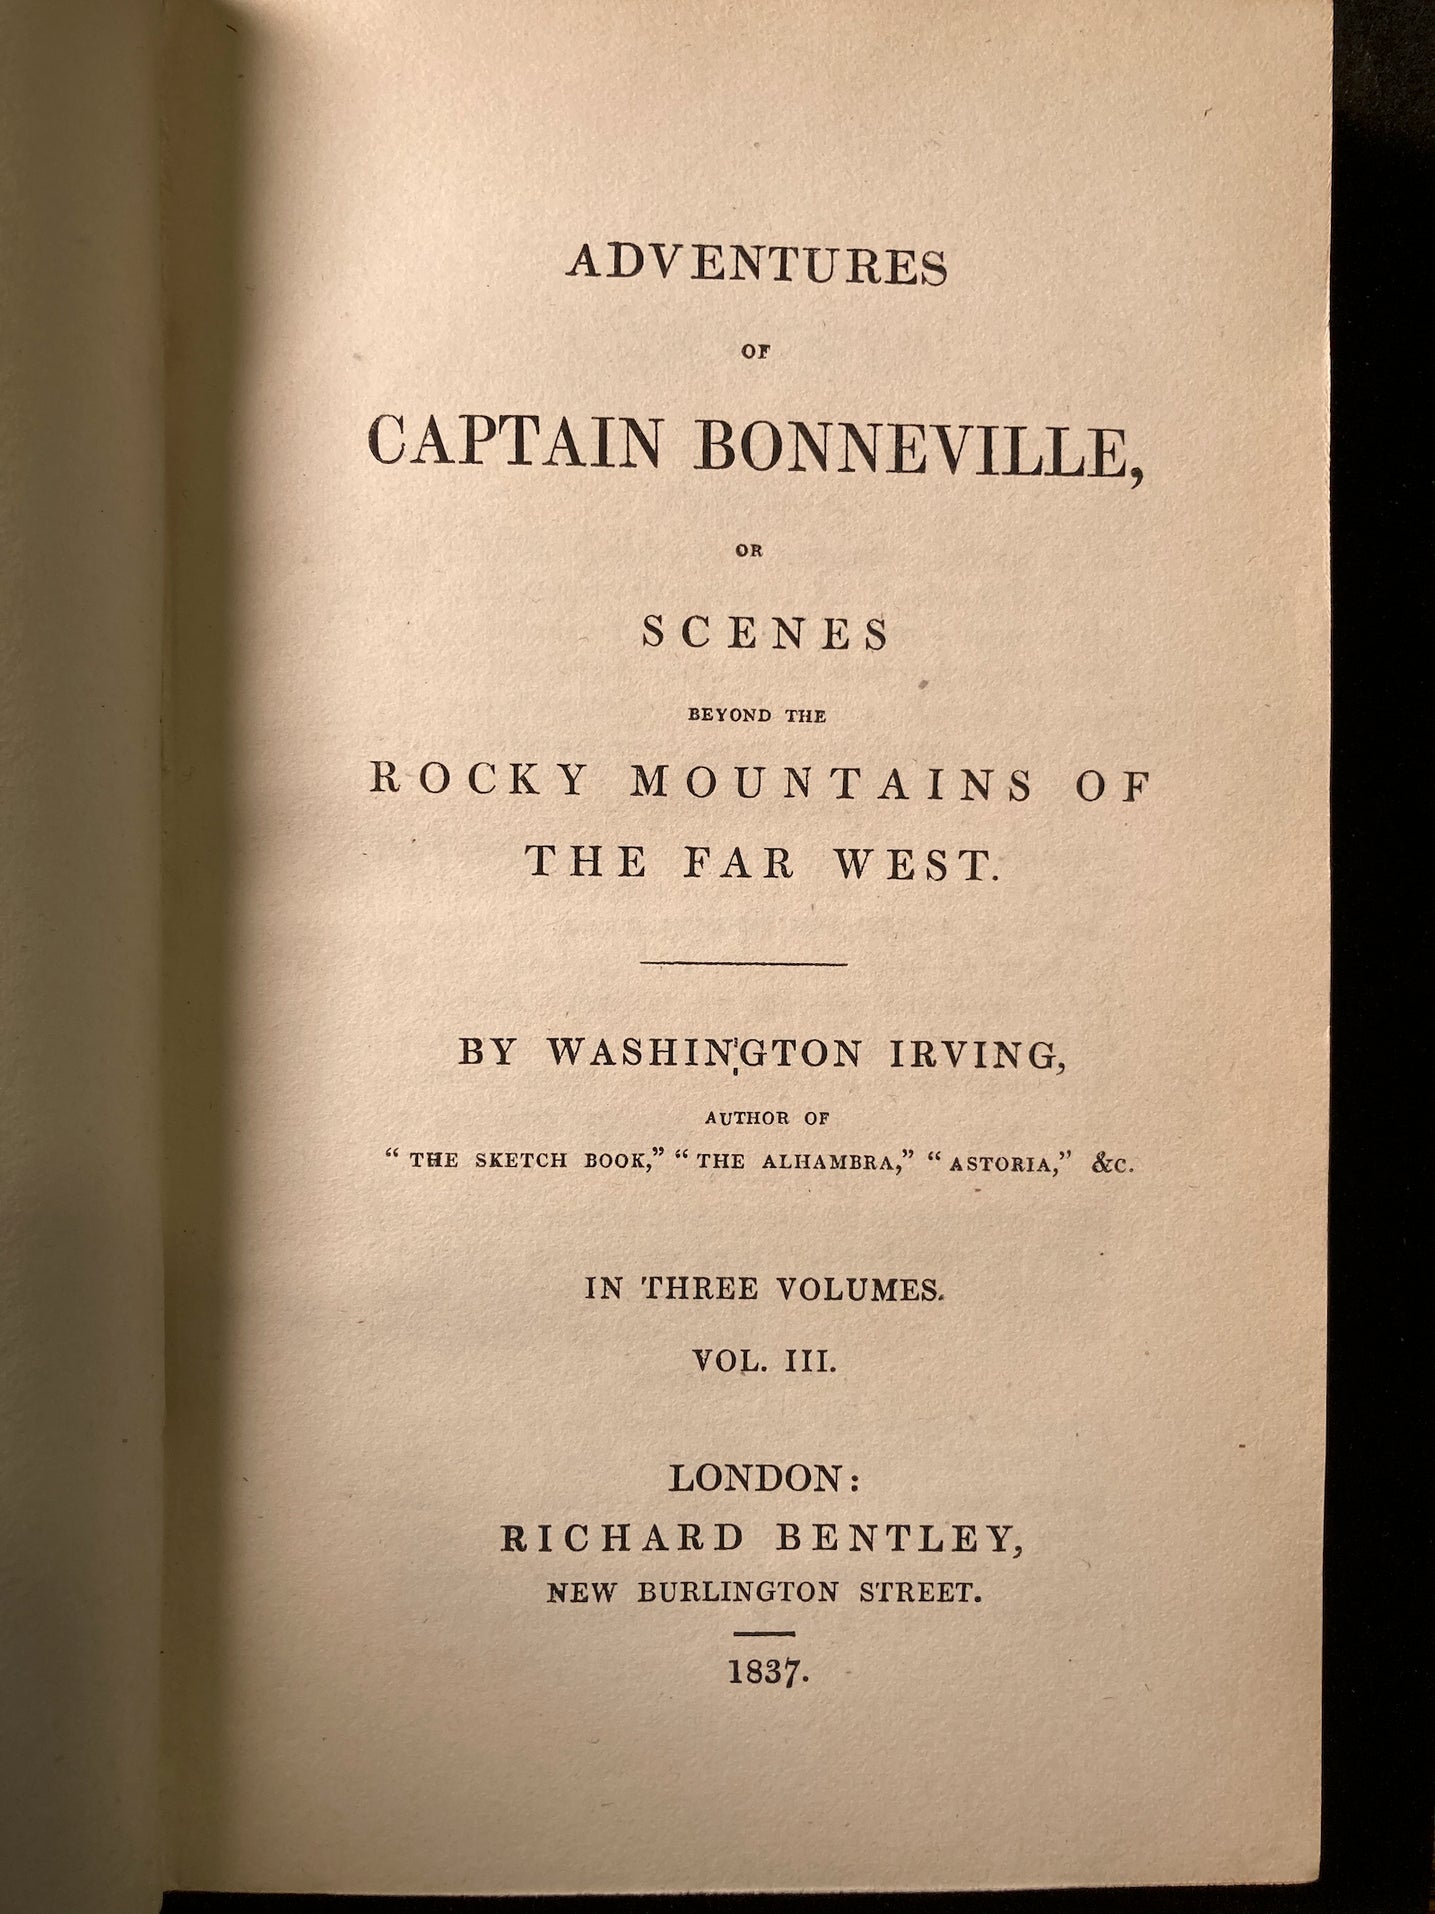 ADVENTURES
OF
CAPTAIN BONNEVILLE,
OR
SCENES
BEYOND THE
ROCKY MOUNTAINS OF
THE FAR WEST.
BY WASHINGTON IRVING,
AUTHOR OF
“THE SKETCH BOOK,” “THE ALHAMBRA,” “ASTORIA,” &C.
IN THREE VOLUMES.
VOL. III.
LONDON:
RICHARD BENTLEY,
NEW BURLINGTON STREET.
1837.